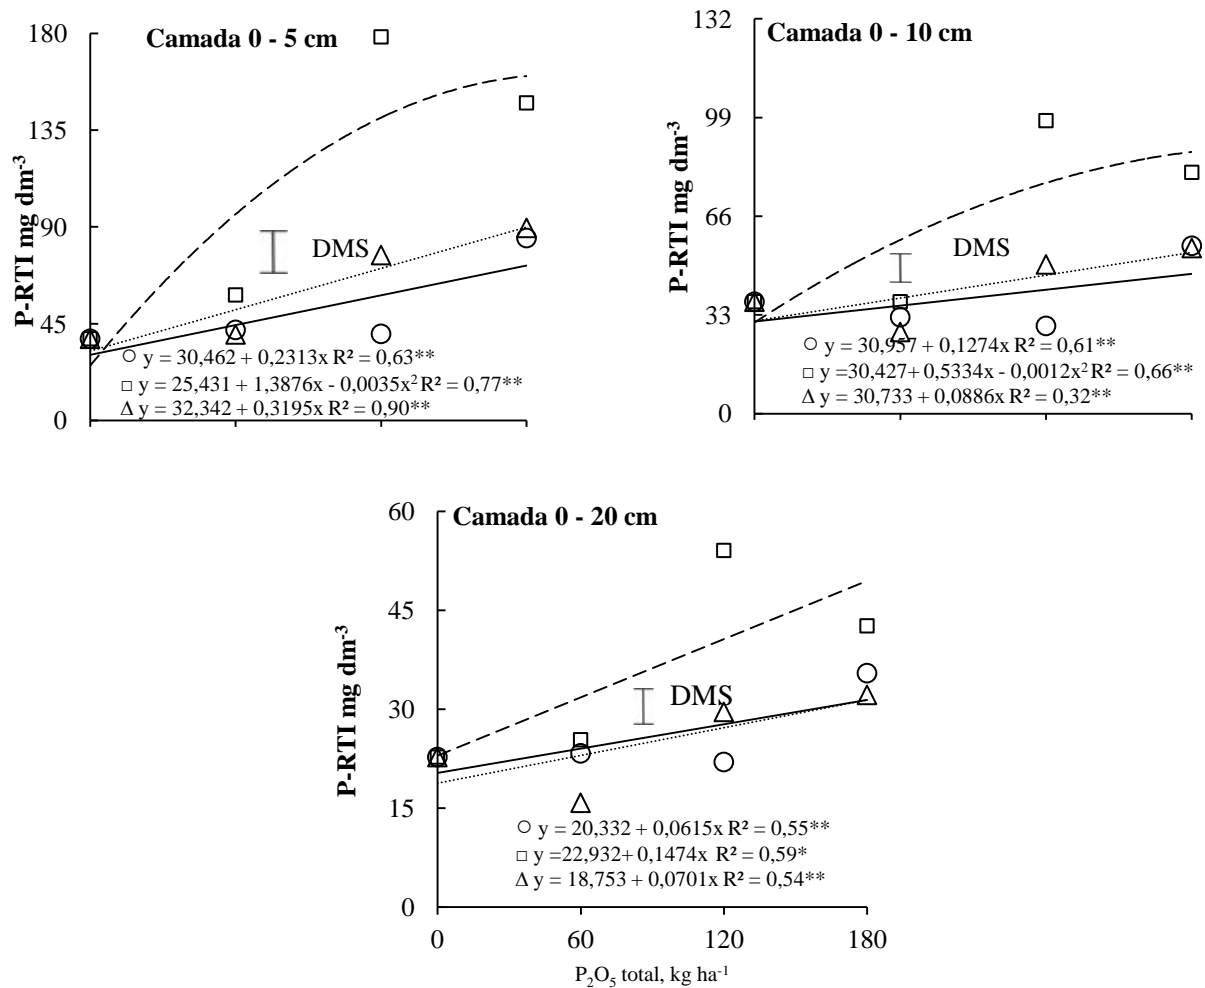 Camada 0 - 5 cm
P-RTI mg dm-3
180
135
90
45
0
DMS
○ y = 30,462 + 0,2313x R² = 0,63**
□ y = 25,431 + 1,3876x - 0,0035x² R² = 0,77**
Δ y = 32,342 + 0,3195x R² = 0,90**
Camada 0 - 10 cm
P-RTI mg dm-3
132
99
66
33
0
DMS
○ y = 30,957 + 0,1274x R² = 0,61**
□ y =30,427+ 0,5334x - 0,0012x² R² = 0,66**
Δ y = 30,733 + 0,0886x R² = 0,32**
Camada 0 - 20 cm
P-RTI mg dm-3
60
45
30
15
0
DMS
○ y = 20,332 + 0,0615x R² = 0,55**
□ y =22,932+ 0,1474x R² = 0,59*
Δ y = 18,753 + 0,0701x R² = 0,54**
0 60 120 180
P2O5 total, kg ha-1